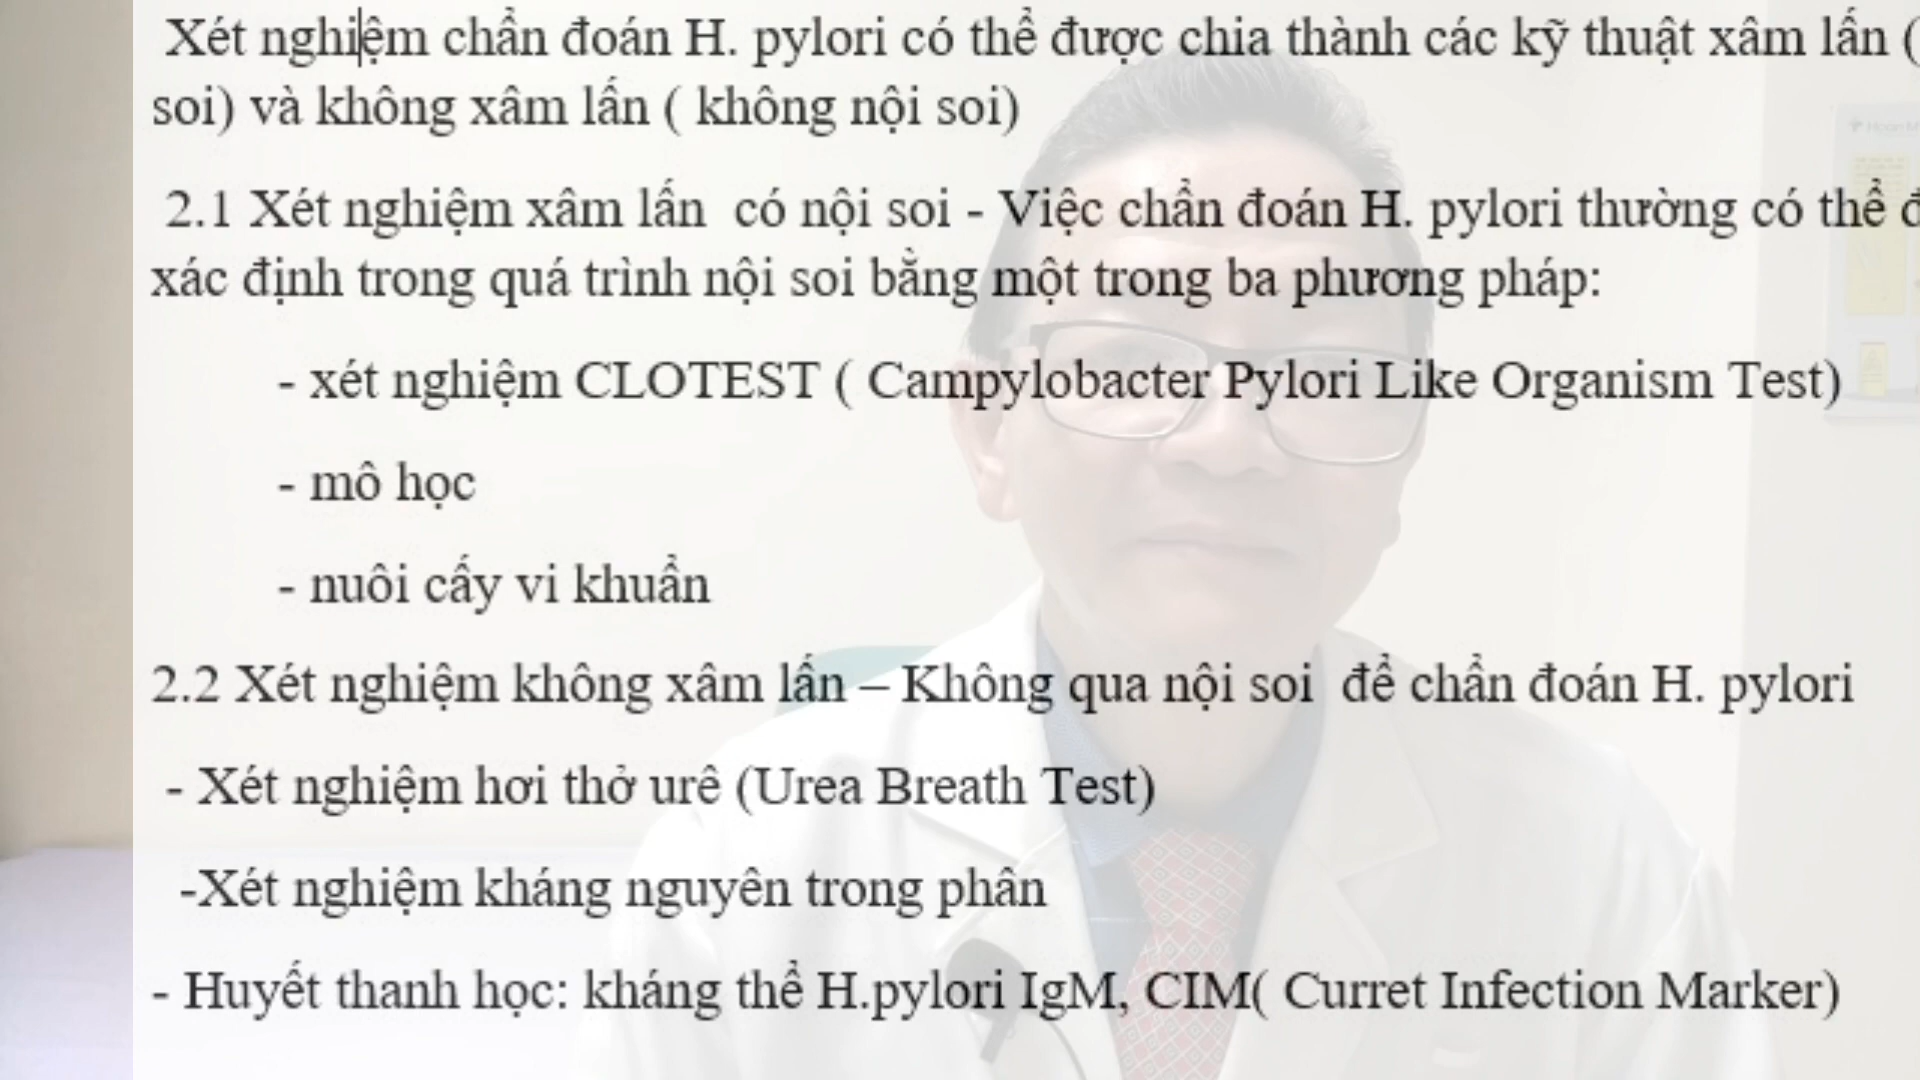 Xét nghiệm chẩn đoán H. pylori có thể được chia thành các kỹ thuật xâm lấn (
soi) và không xâm lấn ( không nội soi)
2.1 Xét nghiệm xâm lấn  có nội soi - Việc chẩn đoán H. pylori thường có thể
xác định trong quá trình nội soi bằng một trong ba phương pháp:
- xét nghiệm CLOTEST ( Campylobacter Pylori Like Organism Test)
- mô học
- nuôi cấy vi khuẩn
2.2 Xét nghiệm không xâm lấn – Không qua nội soi  để chẩn đoán H. pylori
- Xét nghiệm hơi thở urê (Urea Breath Test)
-Xét nghiệm kháng nguyên trong phân
- Huyết thanh học: kháng thể H.pylori IgM, CIM( Curret Infection Marker)